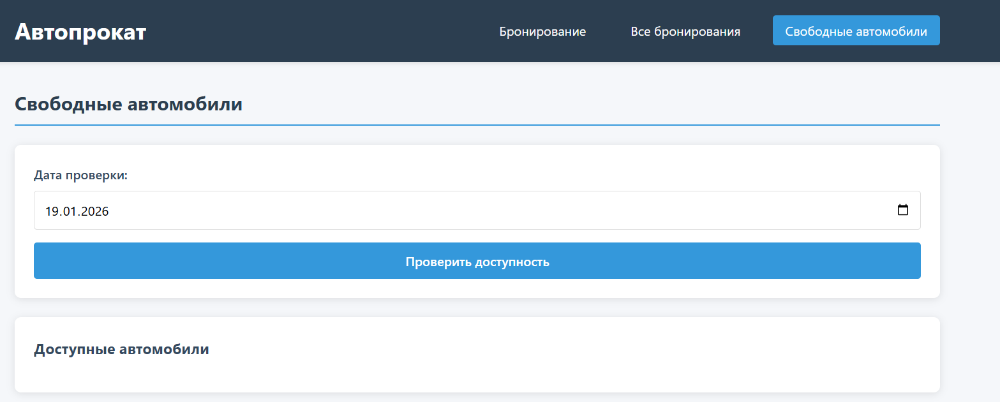 Автопрокат
Бронирование
Все бронирования
Свободные автомобили
Свободные автомобили
Дата проверки:
19.01.2026
Проверить доступность
Доступные автомобили